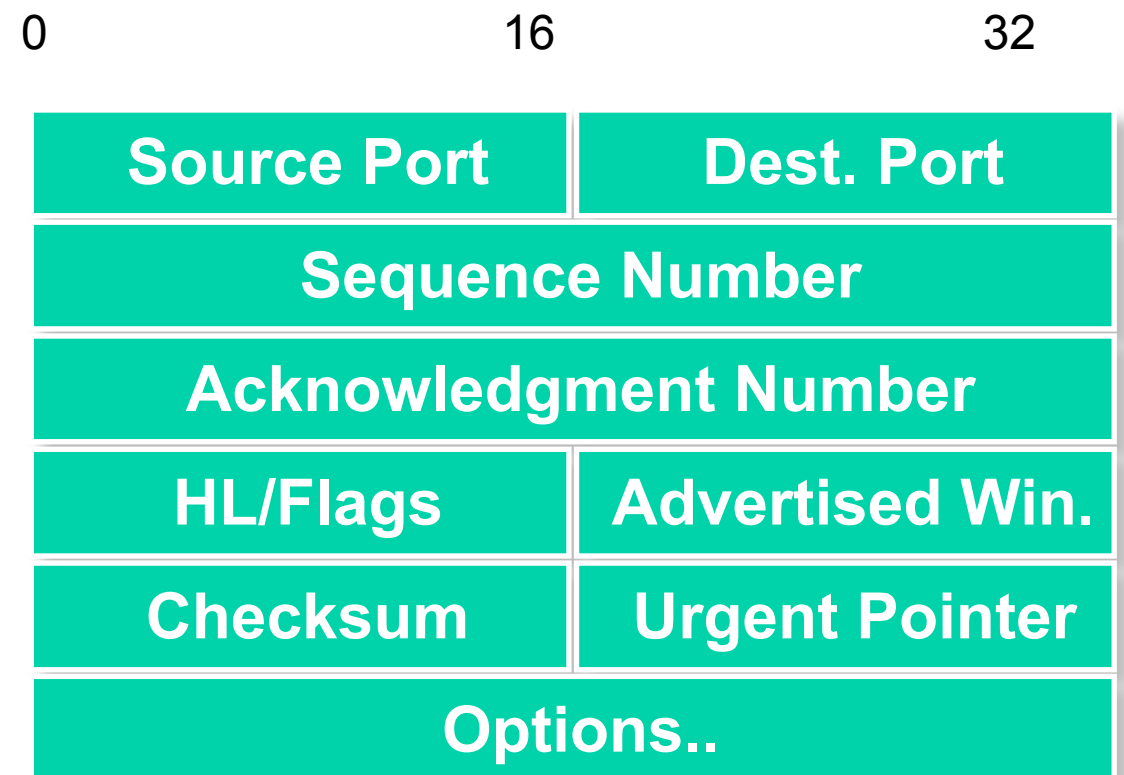 0 16 32
Source Port Dest. Port
Sequence Number
Acknowledgment Number
HL/Flags Advertised Win.
Checksum Urgent Pointer
Options..